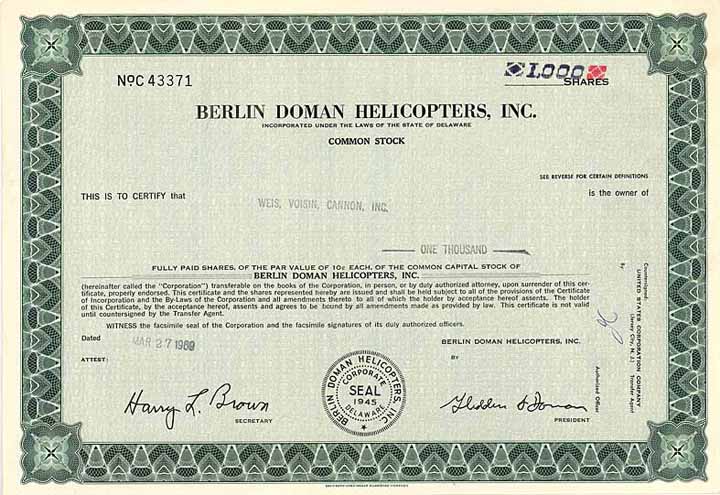 NºC 43371
1,000
SHARES
BERLIN DOMAN HELICOPTERS, INC.
INCORPORATED UNDER THE LAWS OF THE STATE OF DELAWARE
COMMON STOCK
SEE REVERSE FOR CERTAIN DEFINITIONS
THIS IS TO CERTIFY that
WEIS, VOISIN, CANNON, INC.
is the owner of
ONE THOUSAND
FULLY PAID SHARES, OF THE PAR VALUE OF 10¢ EACH, OF THE COMMON CAPITAL STOCK OF
BERLIN DOMAN HELICOPTERS, INC.
(hereinafter called the "Corporation") transferable on the books of the Corporation, in person, or by duly authorized attorney, upon surrender of this cer-
tificate, properly endorsed. This certificate and the shares represented hereby are issued and shall be held subject to all of the provisions of the Certificate
of Incorporation and the By-Laws of the Corporation and all amendments thereto to all of which the holder by acceptance hereof assents. The holder
of this Certificate, by the acceptance hereof, assents and agrees to be bound by all amendments made as provided by law. This certificate is not valid
until countersigned by the Transfer Agent.
WITNESS the facsimile seal of the Corporation and the facsimile signatures of its duly authorized officers.
Dated
MAR 27 1969
BERLIN DOMAN HELICOPTERS, INC.
ATTEST:
BY
Harry L. Brown
SECRETARY
BERLIN DOMAN HELICOPTERS, INC.
CORPORATE
SEAL
1945
DELAWARE
Glidden S Doman
PRESIDENT
Countersigned:
UNITED STATES CORPORATION COMPANY
(Jersey City, N. J.)
Transfer Agent
By
Authorized Officer